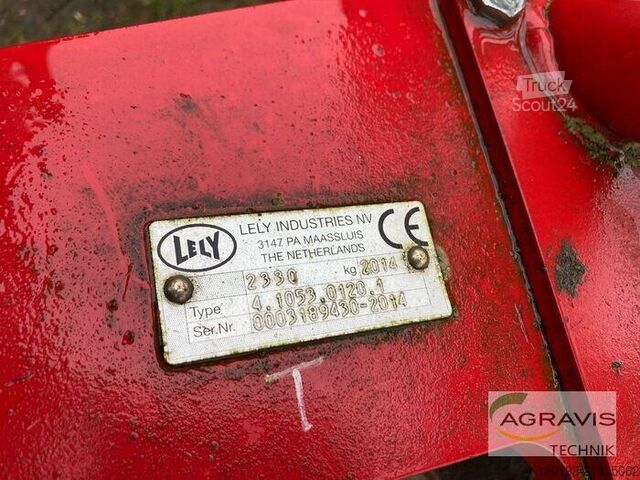 Truck
Scout24
LELY
LELY INDUSTRIES NV
3147 PA MAASSLUIS
THE NETHERLANDS
CE
2330 kg 2014
Type 4.1053.0120.1
Ser.Nr. 0003189430-2014
T
AGRAVIS
TECHNIK